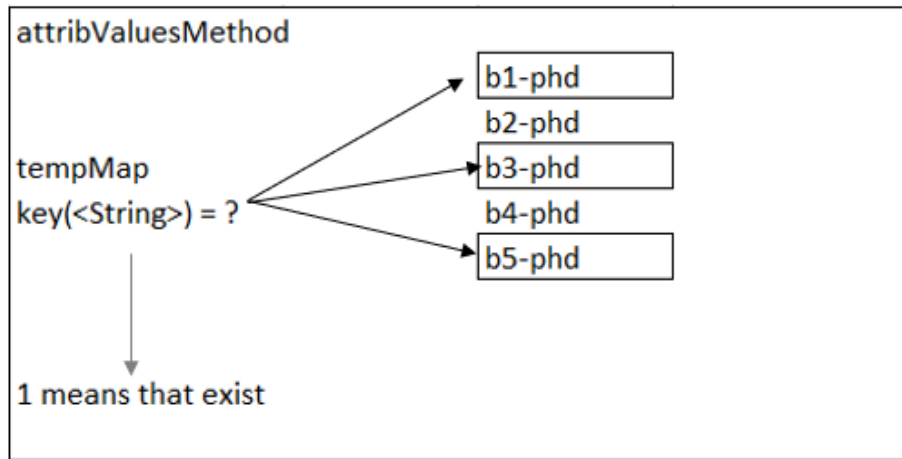 attribValuesMethod
b1-phd
b2-phd
tempMap
b3-phd
key(<String>) = ?
b4-phd
b5-phd
1 means that exist